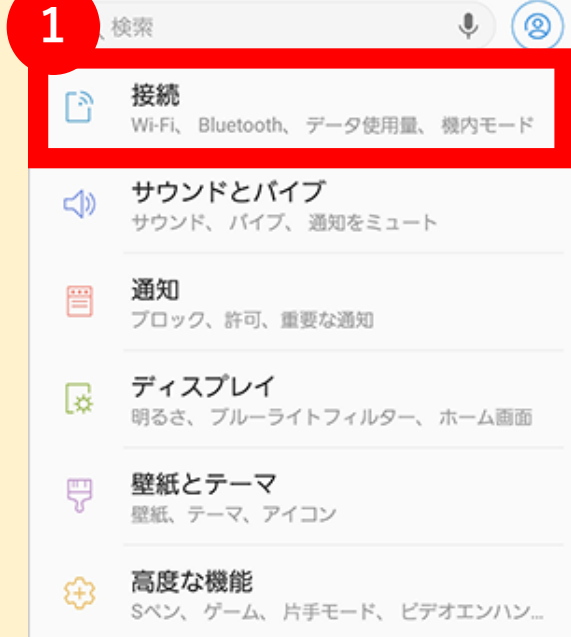 1
検索
接続
Wi-Fi、 Bluetooth、 データ使用量、 機内モード
サウンドとバイブ
サウンド、 バイブ、 通知をミュート
通知
ブロック、許可、重要な通知
ディスプレイ
明るさ、 ブルーライトフィルター、 ホーム画面
壁紙とテーマ
壁紙、テーマ、アイコン
高度な機能
Sペン、 ゲーム、 片手モード、 ビデオエンハン...